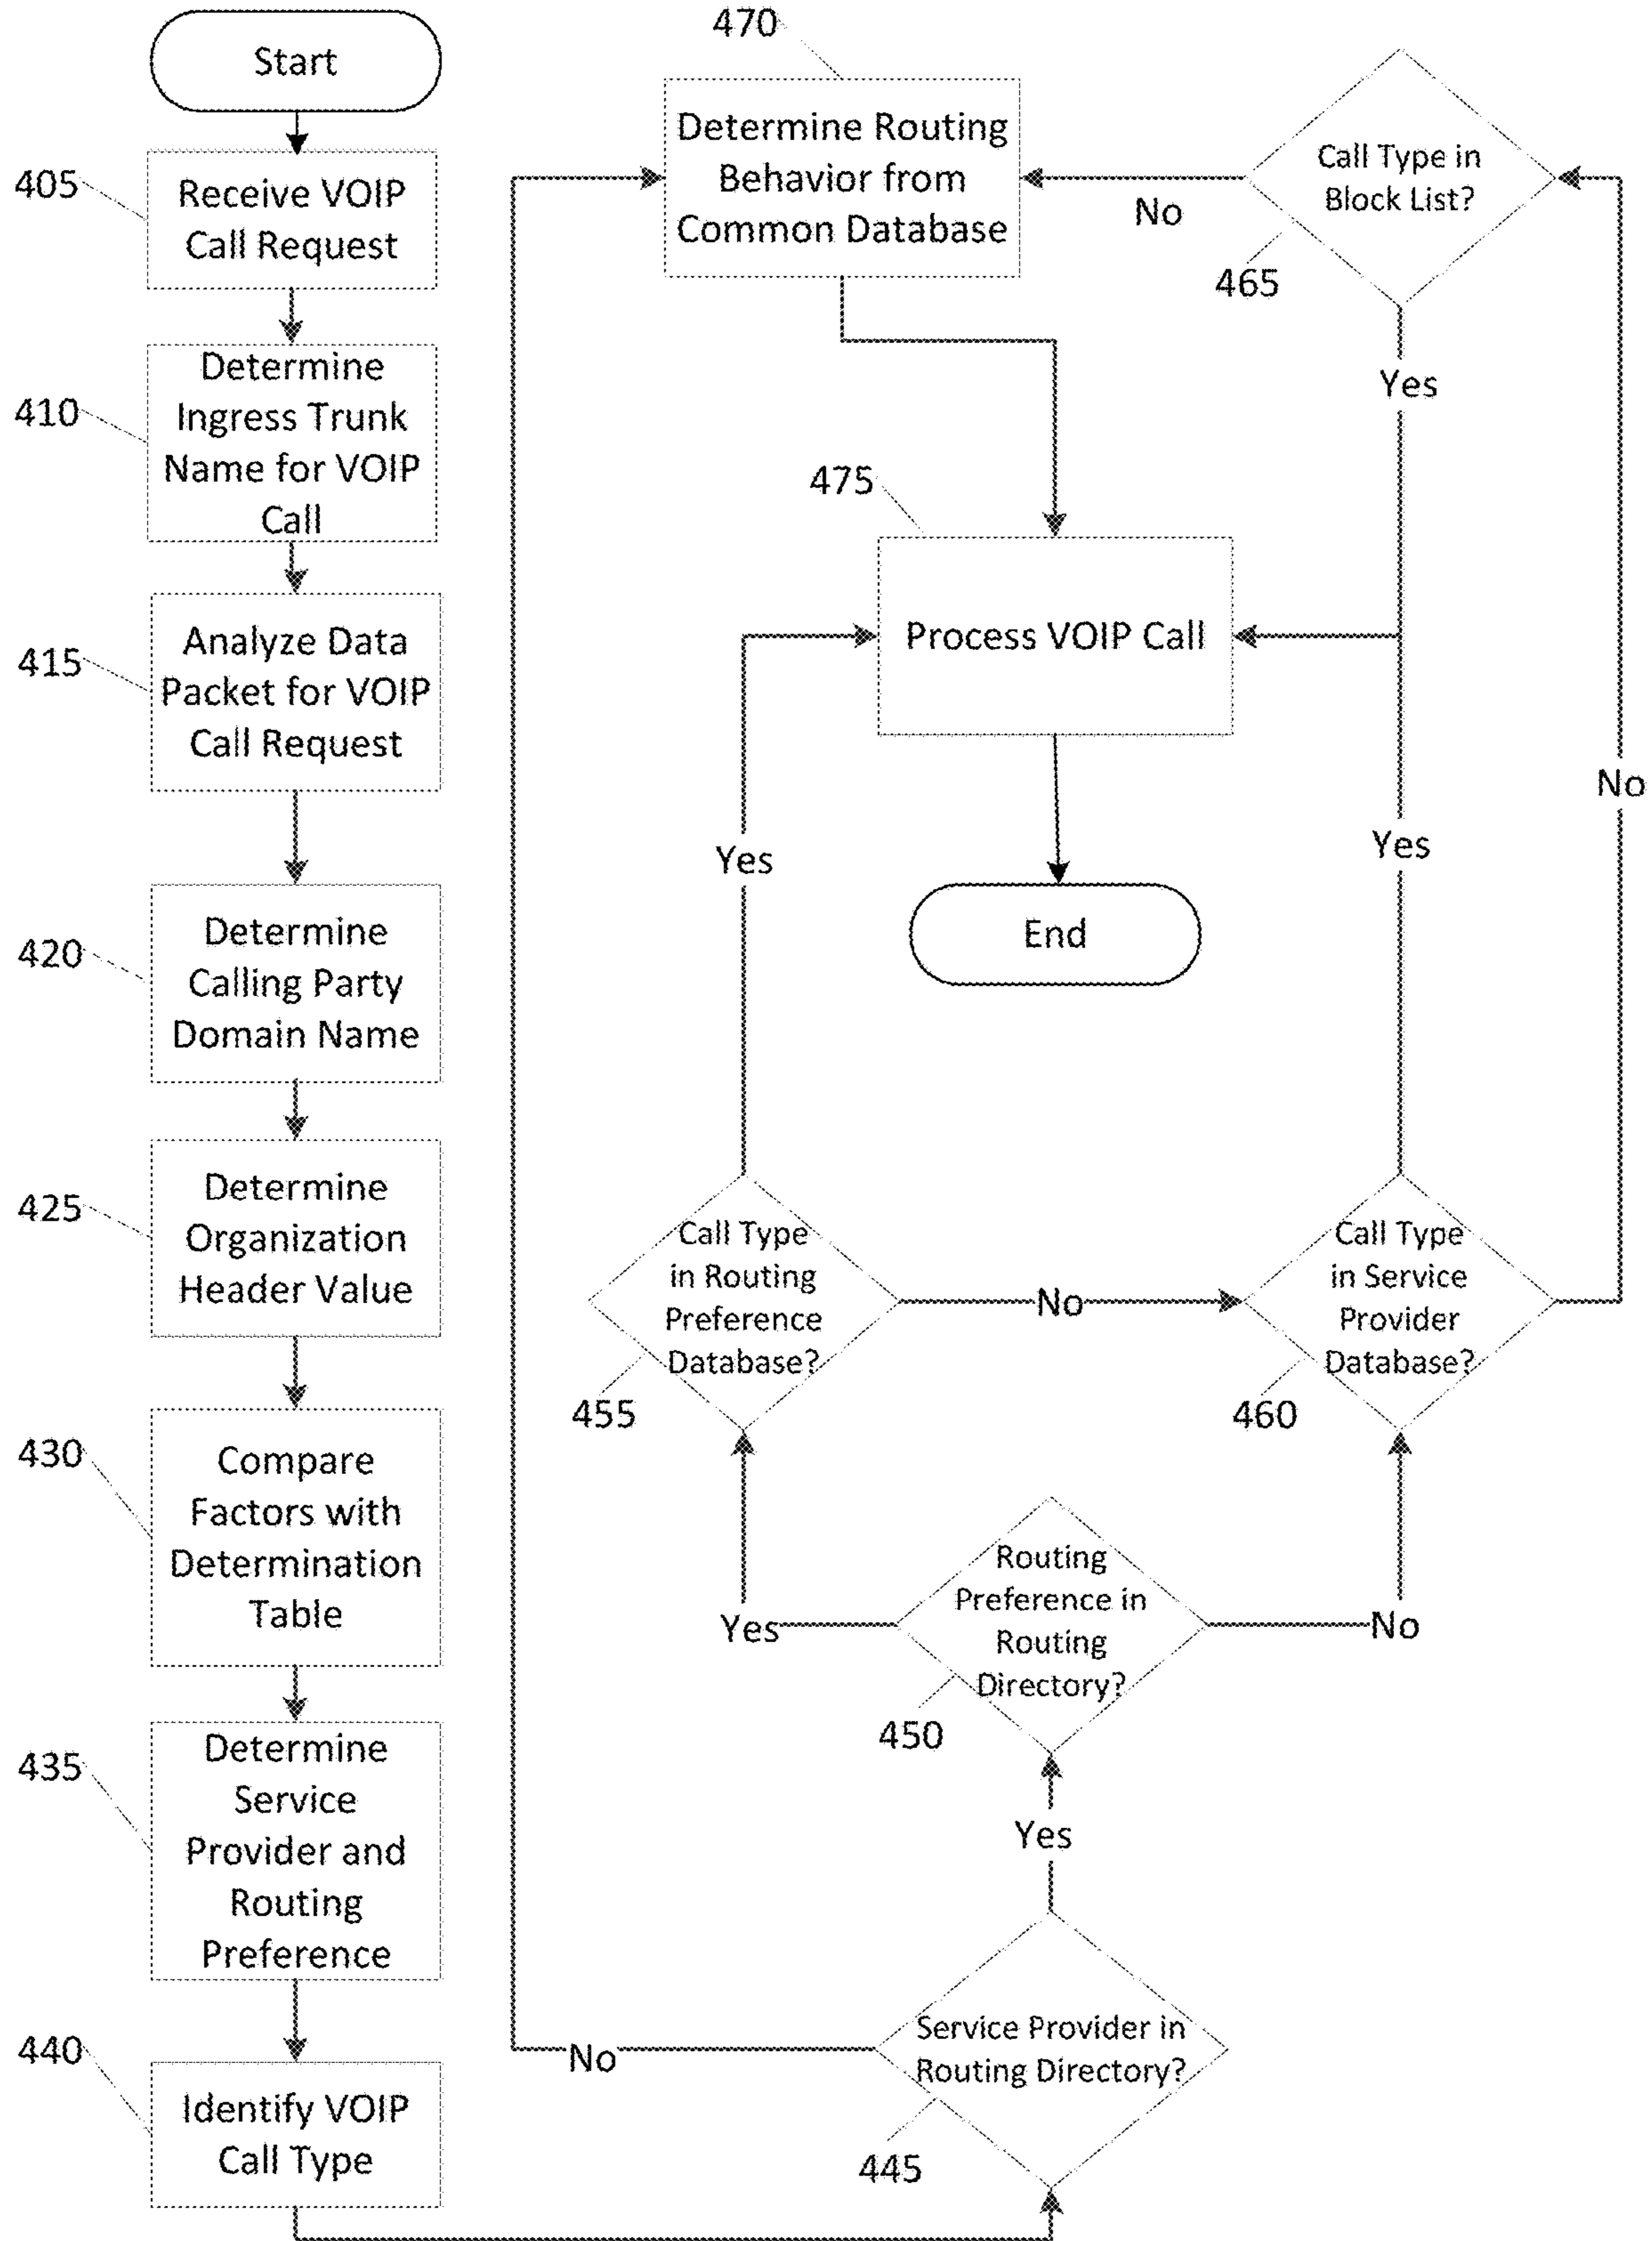 Start
405
Receive VOIP
Call Request
410
Determine
Ingress Trunk
Name for VOIP
Call
415
Analyze Data
Packet for VOIP
Call Request
420
Determine
Calling Party
Domain Name
425
Determine
Organization
Header Value
430
Compare
Factors with
Determination
Table
435
Determine
Service
Provider and
Routing
Preference
440
Identify VOIP
Call Type
445
Service Provider in
Routing Directory?
No
Yes
450
Routing
Preference in
Routing
Directory?
Yes
No
455
Call Type
in Routing
Preference
Database?
Yes
No
460
Call Type
in Service
Provider
Database?
Yes
No
465
Call Type in
Block List?
Yes
No
470
Determine Routing
Behavior from
Common Database
475
Process VOIP Call
End